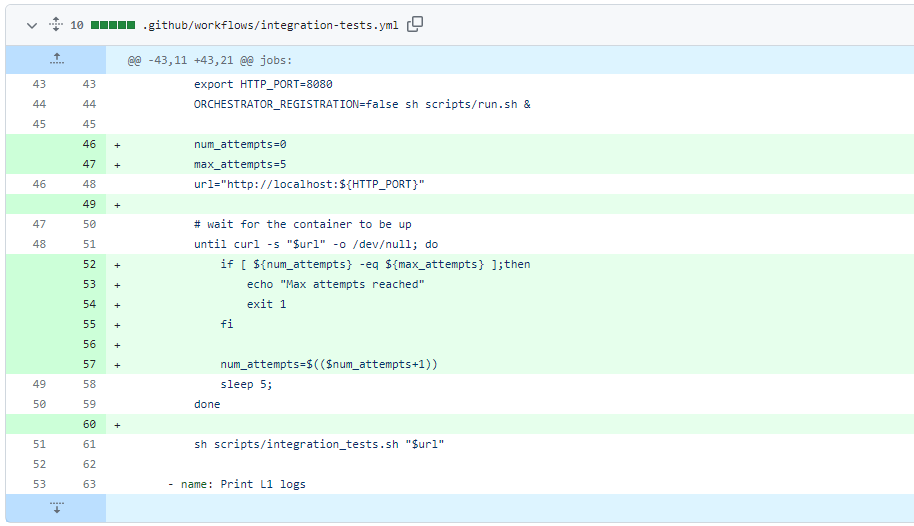 10 .github/workflows/integration-tests.yml
@@ -43,11 +43,21 @@ jobs:
43 43 export HTTP_PORT=8080
44 44 ORCHESTRATOR_REGISTRATION=false sh scripts/run.sh &
45 45
46 + num_attempts=0
47 + max_attempts=5
46 48 url="http://localhost:${HTTP_PORT}"
49 +
47 50 # wait for the container to be up
48 51 until curl -s "$url" -o /dev/null; do
52 + if [ ${num_attempts} -eq ${max_attempts} ];then
53 + echo "Max attempts reached"
54 + exit 1
55 + fi
56 +
57 + num_attempts=$(($num_attempts+1))
49 58 sleep 5;
50 59 done
60 +
51 61 sh scripts/integration_tests.sh "$url"
52 62
53 63 - name: Print L1 logs